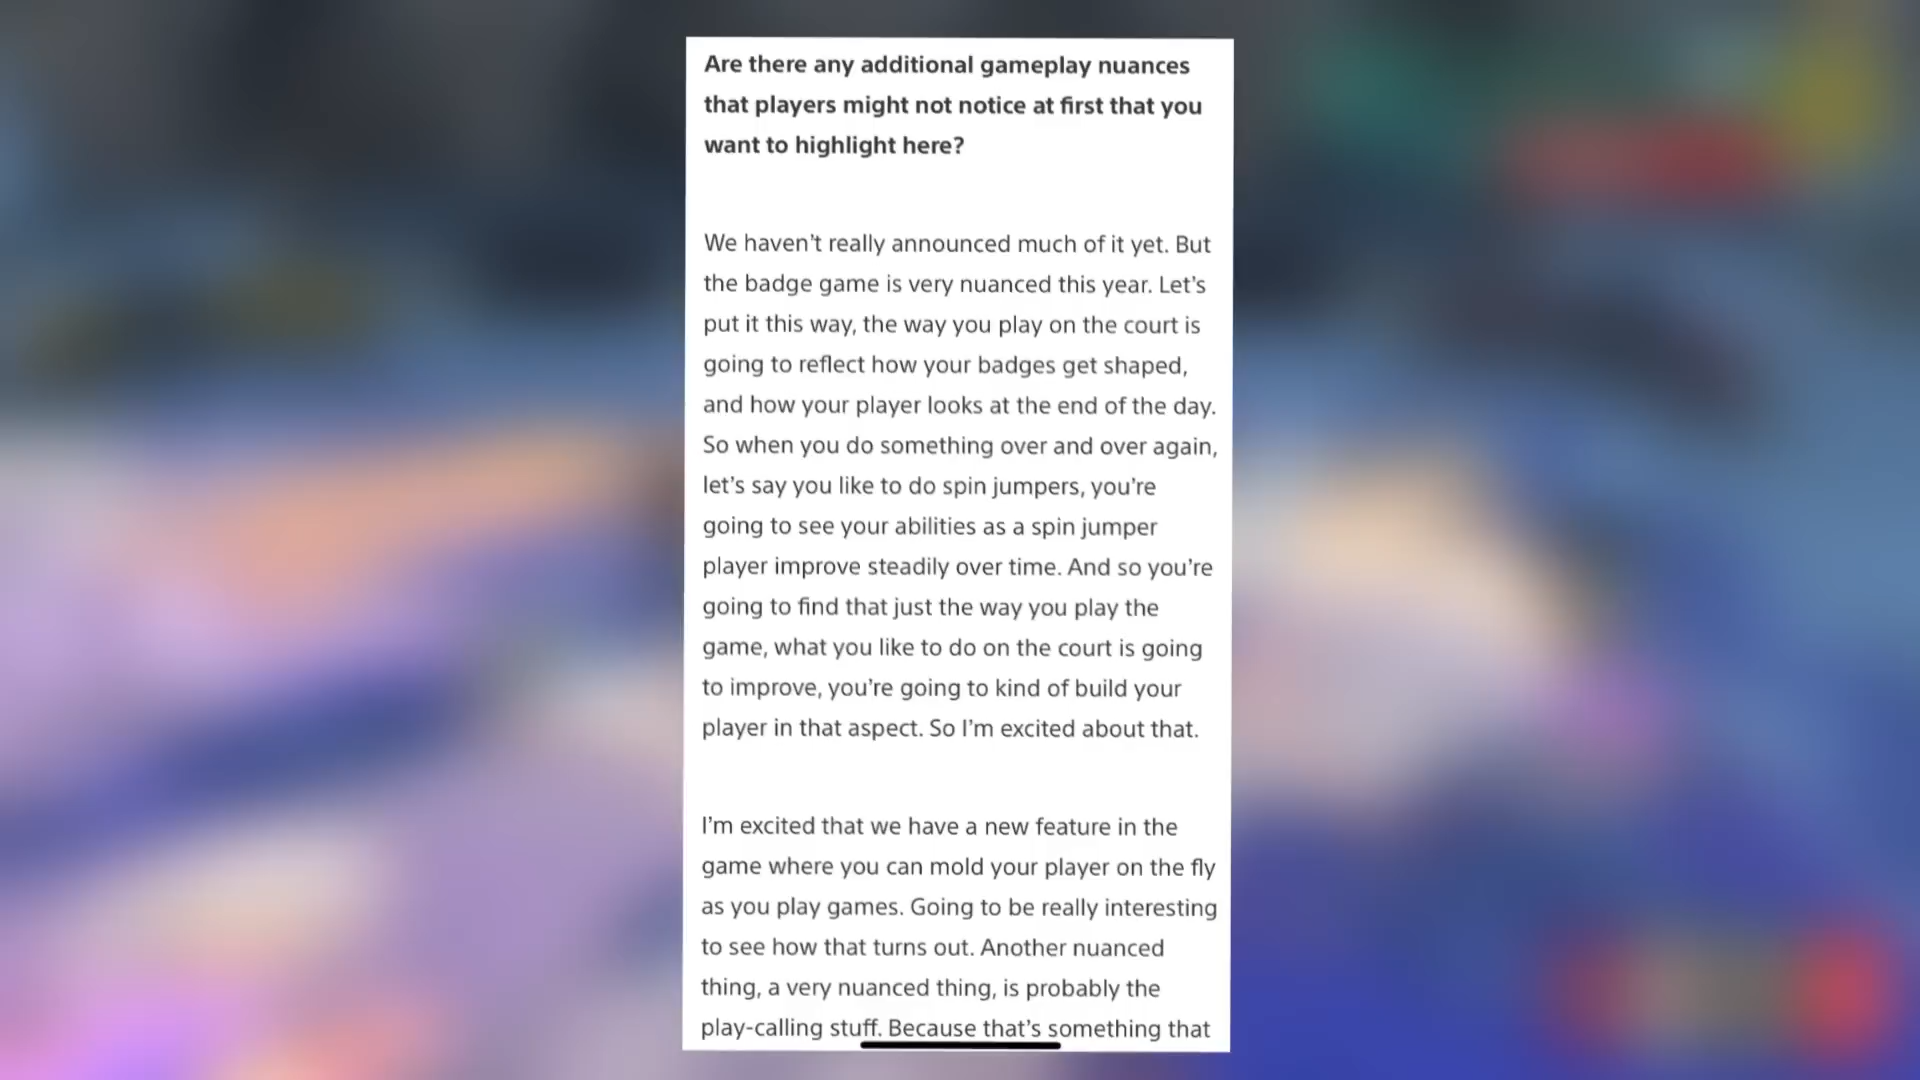 Are there any additional gameplay nuances
that players might not notice at first that you
want to highlight here?
We haven't really announced much of it yet. But
the badge game is very nuanced this year. Let's
put it this way, the way you play on the court is
going to reflect how your badges get shaped,
and how your player looks at the end of the day.
So when you do something over and over again,
let's say you like to do spin jumpers, you're
going to see your abilities as a spin jumper
player improve steadily over time. And so you're
going to find that just the way you play the
game, what you like to do on the court is going
to improve, you're going to kind of build your
player in that aspect. So I'm excited about that.
I'm excited that we have a new feature in the
game where you can mold your player on the fly
as you play games. Going to be really interesting
to see how that turns out. Another nuanced
thing, a very nuanced thing, is probably the
play-calling stuff. Because that's something that